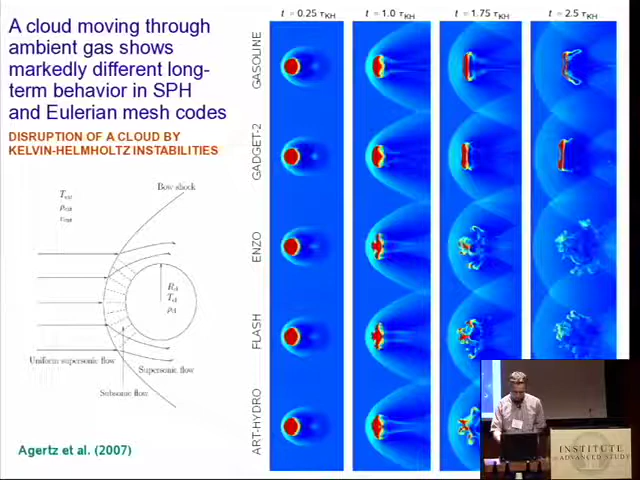 A cloud moving through
ambient gas shows
markedly different long-
term behavior in SPH
and Eulerian mesh codes
DISRUPTION OF A CLOUD BY
KELVIN-HELMHOLTZ INSTABILITIES
t = 0.25 τKH
t = 1.0 τKH
t = 1.75 τKH
t = 2.5 τKH
GASOLINE
GADGET-2
ENZO
FLASH
ART-HYDRO
Bow shock
Uniform supersonic flow
Supersonic flow
Subsonic flow
Agertz et al. (2007)
INSTITUTE
ADVANCED STUDY